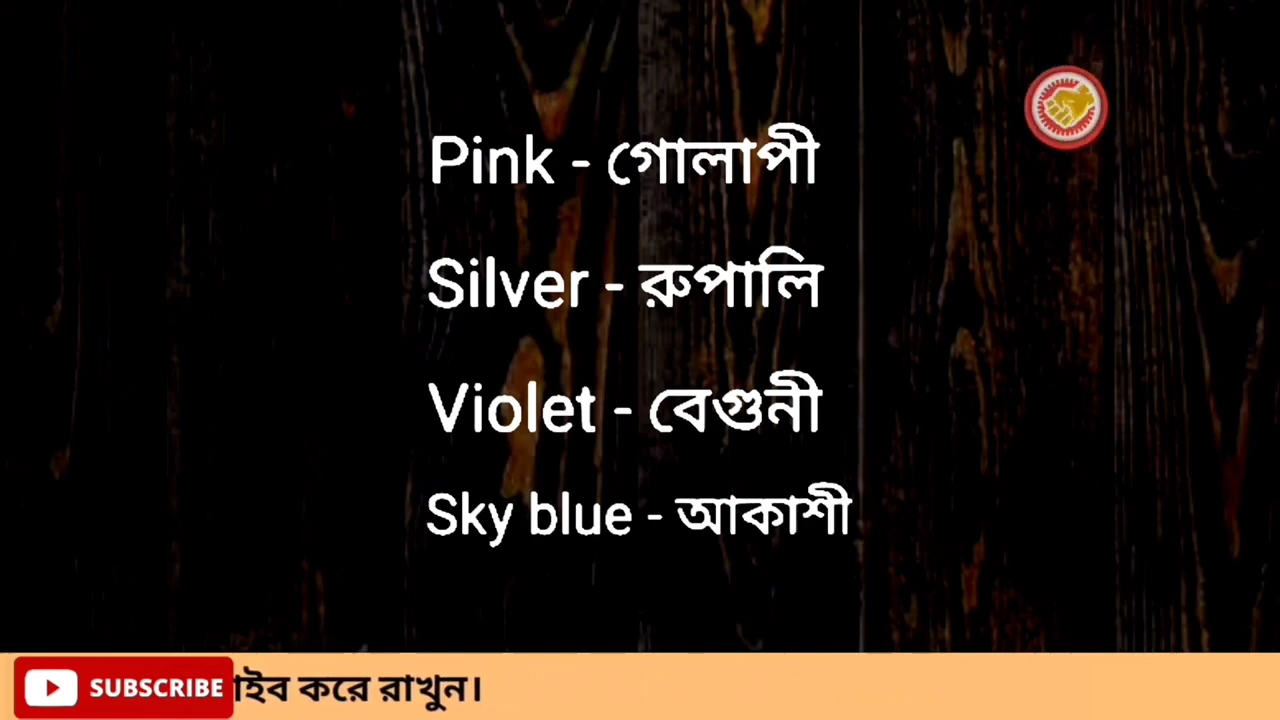 Pink - গোলাপী
Silver - রুপালি
Violet - বেগুনী
Sky blue - আকাশী
SUBSCRIBE করে রাখুন।